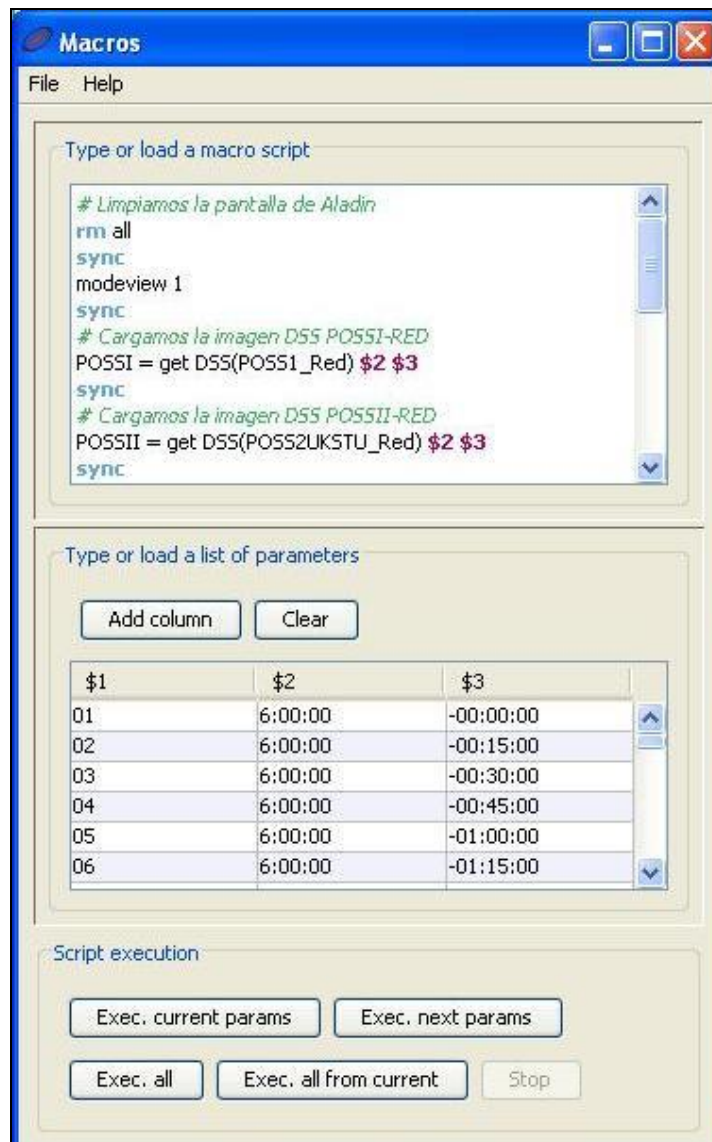 Macros
File Help
Type or load a macro script
# Limpiamos la pantalla de Aladin
rm all
sync
modeview 1
sync
# Cargamos la imagen DSS POSSI-RED
POSSI = get DSS(POSS1_Red) $2 $3
sync
# Cargamos la imagen DSS POSSII-RED
POSSII = get DSS(POSS2UKSTU_Red) $2 $3
sync
Type or load a list of parameters
Add column Clear
$1 $2 $3
01 6:00:00 -00:00:00
02 6:00:00 -00:15:00
03 6:00:00 -00:30:00
04 6:00:00 -00:45:00
05 6:00:00 -01:00:00
06 6:00:00 -01:15:00
Script execution
Exec. current params Exec. next params
Exec. all Exec. all from current Stop